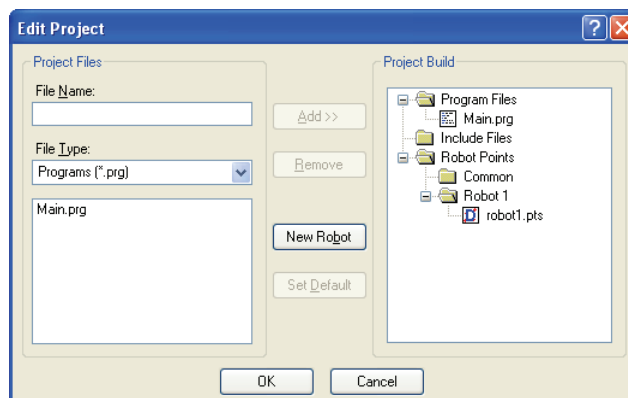 Edit Project
Project Files
File Name:
File Type:
Programs (*.prg)
Main.prg
Add >>
Remove
New Robot
Set Default
Project Build
Program Files
Main.prg
Include Files
Robot Points
Common
Robot 1
robot1.pts
OK
Cancel